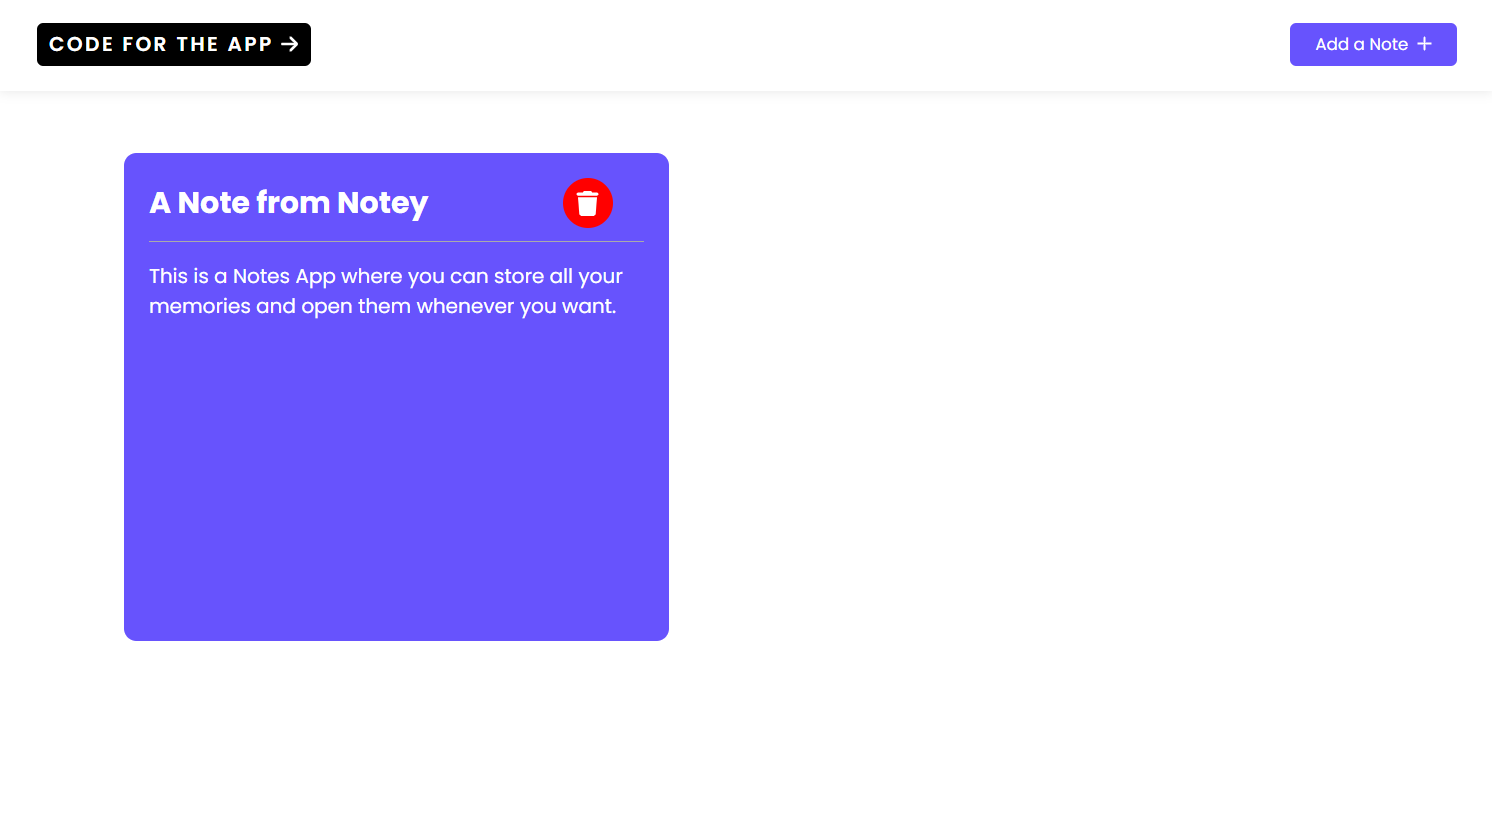 CODE FOR THE APP
Add a Note
A Note from Notey
This is a Notes App where you can store all your
memories and open them whenever you want.